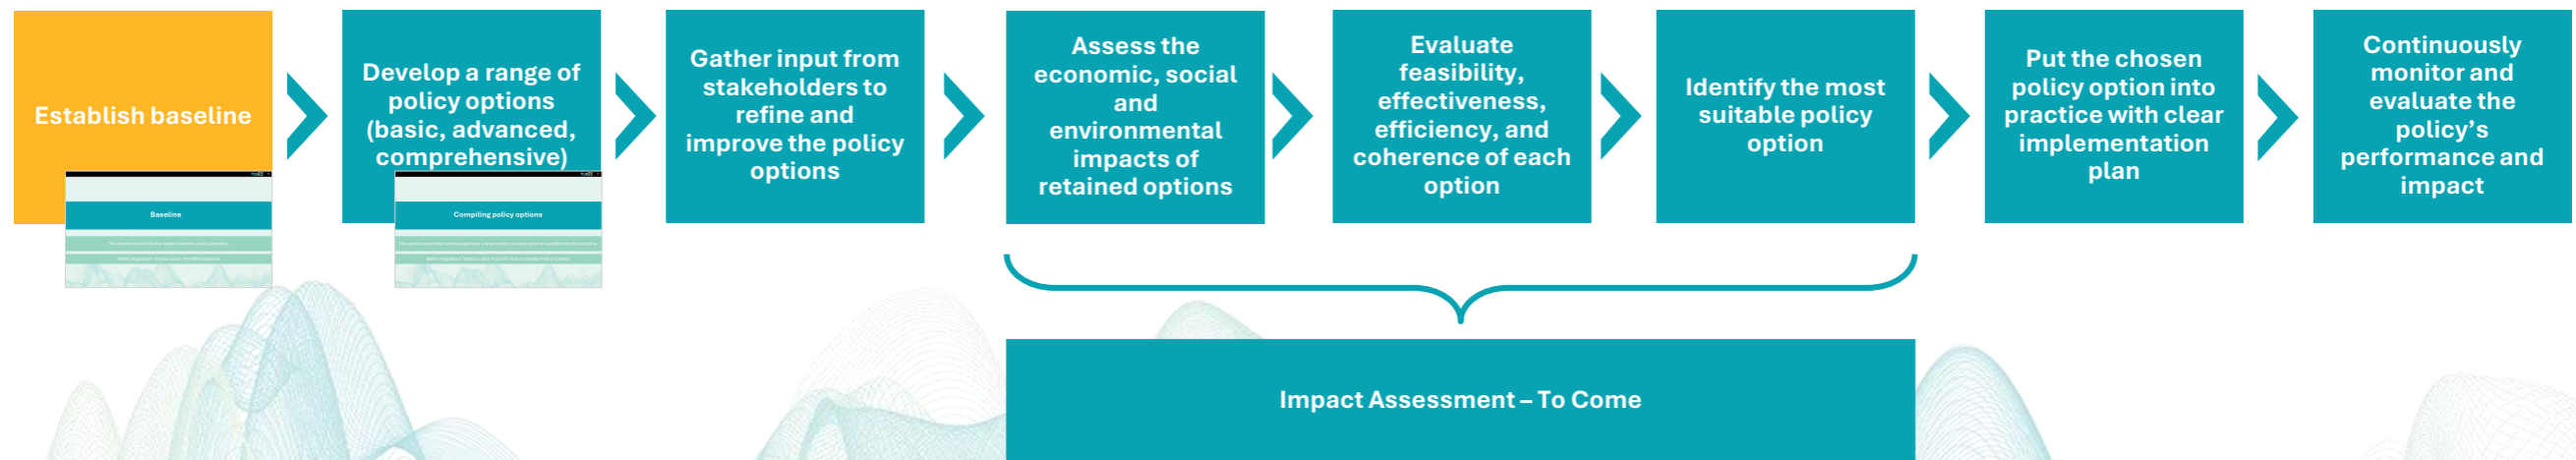 Establish baseline
Develop a range of
policy options
(basic, advanced,
comprehensive)
Gather input from
stakeholders to
refine and
improve the policy
options
Assess the
economic, social
and
environmental
impacts of
retained options
Evaluate
feasibility,
effectiveness,
efficiency, and
coherence of each
option
Identify the most
suitable policy
option
Put the chosen
policy option into
practice with clear
implementation
plan
Continuously
monitor and
evaluate the
policy's
performance and
impact
Baseline
Compiling policy options
Impact Assessment – To Come